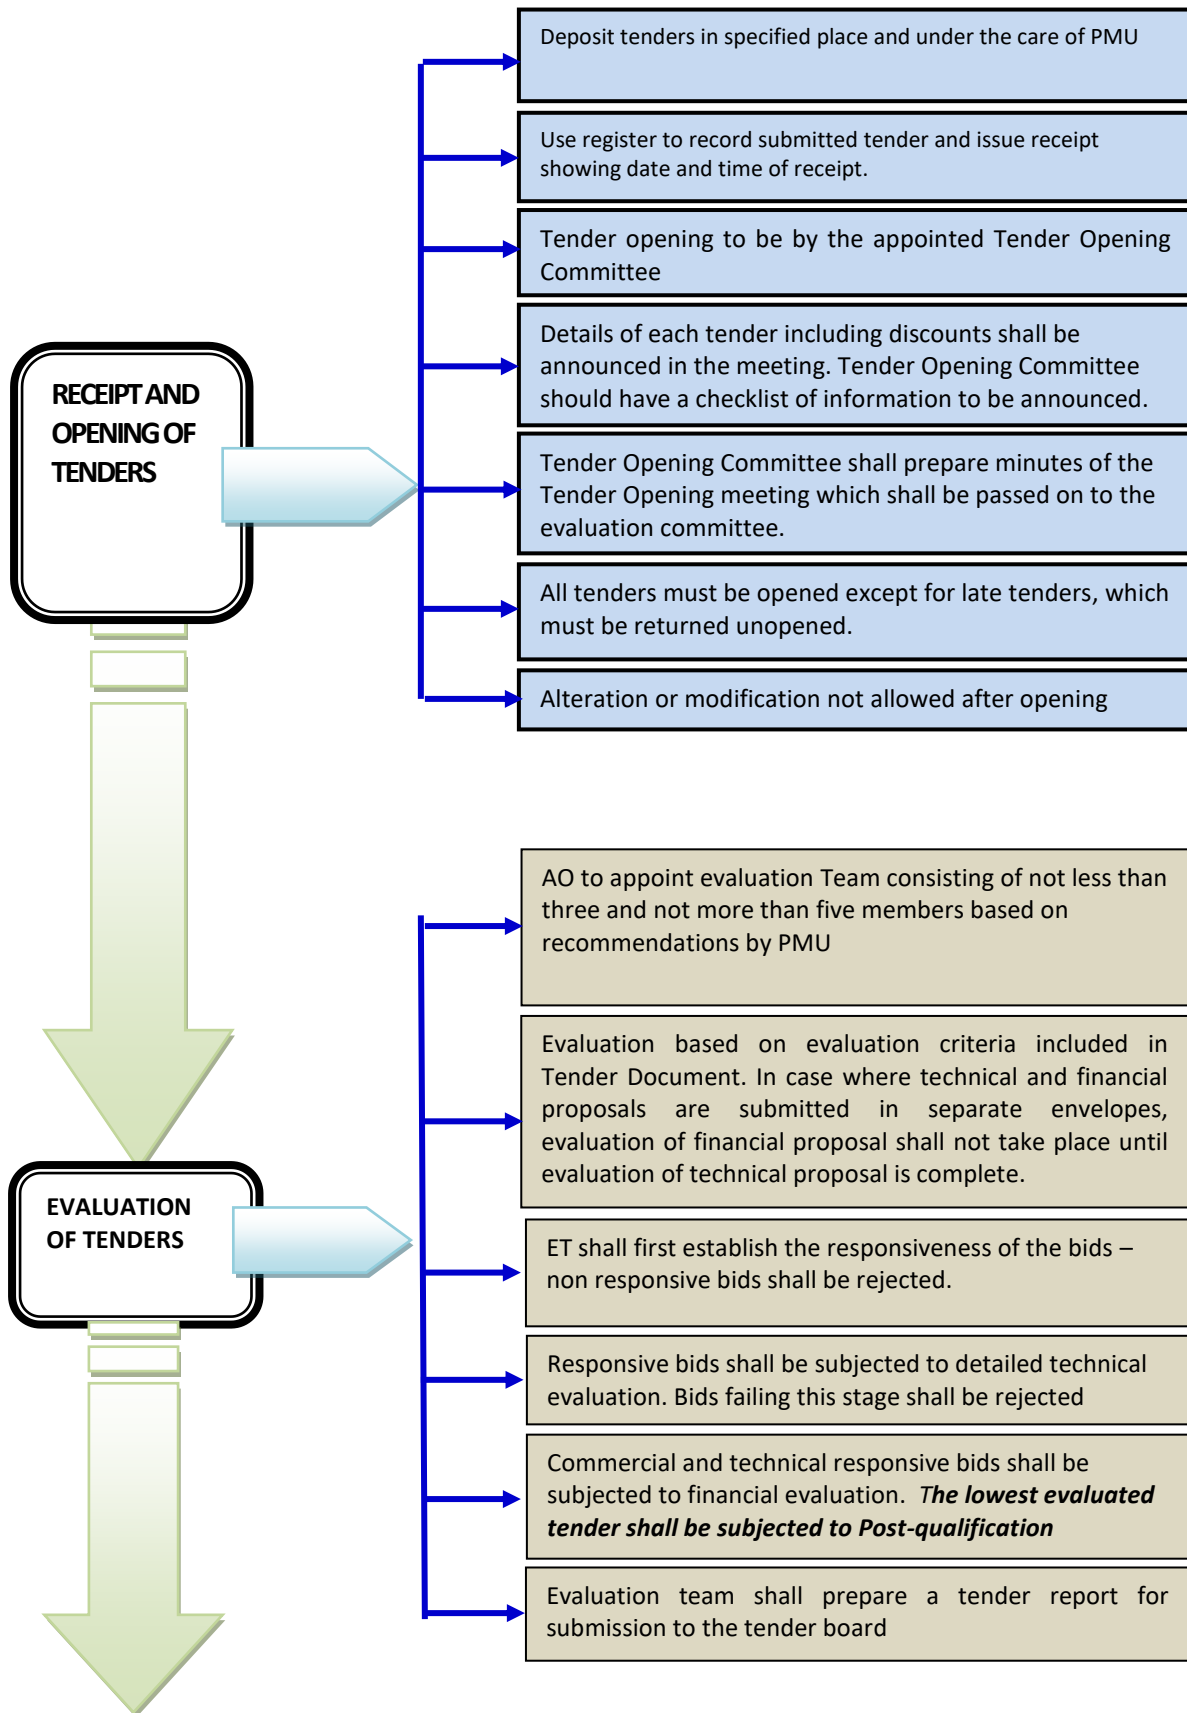 Deposit tenders in specified place and under the care of PMU
Use register to record submitted tender and issue receipt
showing date and time of receipt.
Tender opening to be by the appointed Tender Opening
Committee
Details of each tender including discounts shall be
announced in the meeting. Tender Opening Committee
should have a checklist of information to be announced.
RECEIPT AND
OPENING OF
TENDERS
Tender Opening Committee shall prepare minutes of the
Tender Opening meeting which shall be passed on to the
evaluation committee.
All tenders must be opened except for late tenders, which
must be returned unopened.
Alteration or modification not allowed after opening
AO to appoint evaluation Team consisting of not less than
three and not more than five members based on
recommendations by PMU
Evaluation based on evaluation criteria included in
Tender Document. In case where technical and financial
proposals are submitted in separate envelopes,
evaluation of financial proposal shall not take place until
evaluation of technical proposal is complete.
EVALUATION
OF TENDERS
ET shall first establish the responsiveness of the bids –
non responsive bids shall be rejected.
Responsive bids shall be subjected to detailed technical
evaluation. Bids failing this stage shall be rejected
Commercial and technical responsive bids shall be
subjected to financial evaluation. The lowest evaluated
tender shall be subjected to Post-qualification
Evaluation team shall prepare a tender report for
submission to the tender board